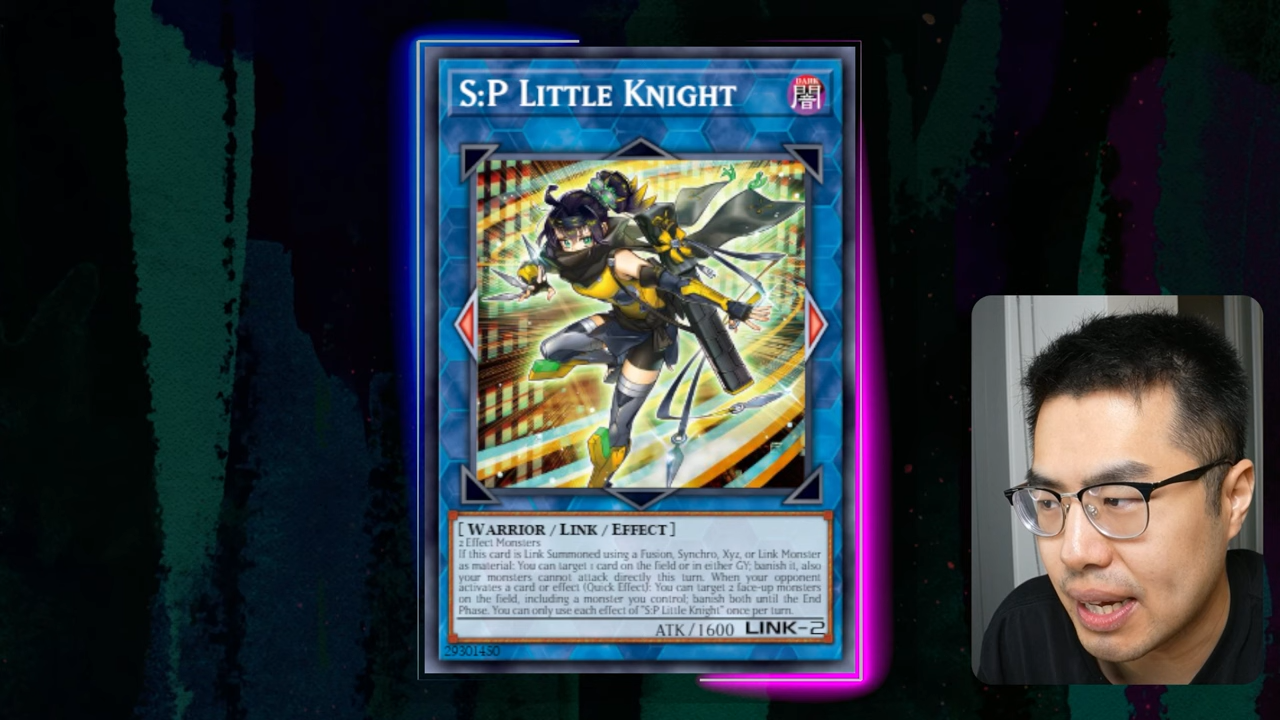 S:P LITTLE KNIGHT
DARK
闇
[ WARRIOR / LINK / EFFECT ]
2 Effect Monsters
If this card is Link Summoned using a Fusion, Synchro, Xyz, or Link Monster
as material: You can target 1 card on the field or in either GY; banish it, also
your monsters cannot attack directly this turn. When your opponent
activates a card or effect (Quick Effect): You can target 2 face-up monsters
on the field, including a monster you control; banish both until the End
Phase. You can only use each effect of "S:P Little Knight" once per turn.
ATK/1600 LINK-2
29301450